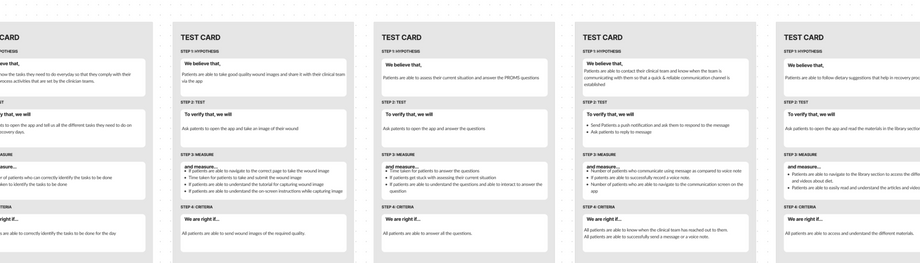 CARD
POTHESIS
eve that,
now the tasks they need to do everyday so that they comply with their
rocess activities that are set by the clinician teams.
ST
y that, we will
ts to open the app and tell us all the different tasks they need to do on
covery days.
EASURE
asure...
er of patients who can correctly identify the tasks to be done
aken to identify the tasks to be done
ITERIA
right if...
are able to correctly identify the tasks to be done for the day
TEST CARD
STEP 1: HYPOTHESIS
We believe that,
Patients are able to take good quality wound images and share it with their clinical team
via the app
STEP 2: TEST
To verify that, we will
Ask patients to open the app and take an image of their wound
STEP 3: MEASURE
and measure...
If patients are able to navigate to the correct page to take the wound image
Time taken for patients to take and submit the wound image
If patients are able to understand the tutorial for capturing wound image
If patients are able to understand the on-screen instructions while capturing image
STEP 4: CRITERIA
We are right if...
All patients are able to send wound images of the required quality.
TEST CARD
STEP 1: HYPOTHESIS
We believe that,
Patients are able to assess their current situation and answer the PROMS questions
STEP 2: TEST
To verify that, we will
Ask patients to open the app and answer the questions
STEP 3: MEASURE
and measure...
Time taken for patients to answer the questions
If patients get stuck with assessing their current situation
If patients are able to understand the questions and able to interact to answer the
question
STEP 4: CRITERIA
We are right if...
All patients are able to answer all the questions.
TEST CARD
STEP 1: HYPOTHESIS
We believe that,
Patients are able to contact their clinical team and know when the team is
communicating with them so that a quick & reliable communication channel is
established
STEP 2: TEST
To verify that, we will
Send Patients a push notification and ask them to respond to the message
Ask patients to reply to message
STEP 3: MEASURE
and measure...
Number of patients who communicate using message as compared to voice note
If patients are able to successfully record a voice note.
Number of patients who are able to navigate to the communication screen on the
app
STEP 4: CRITERIA
We are right if...
All patients are able to know when the clinical team has reached out to them.
All patients are able to successfully send a message or a voice note.
TEST CARD
STEP 1: HYPOTHESIS
We believe that,
Patients are able to follow dietary suggestions that help in recovery proc
STEP 2: TEST
To verify that, we will
Ask patients to open the app and read the materials in the library section
STEP 3: MEASURE
and measure...
Patients are able to navigate to the library section to access the diffe
and videos about diet.
Patients are able to easily read and understand the articles and video
STEP 4: CRITERIA
We are right if...
All patients are able to access and understand the different materials.